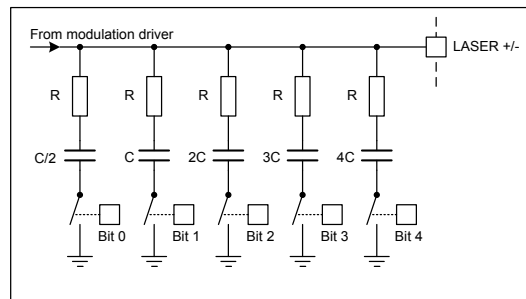 From modulation driver
LASER +/-
R R R R R
C/2 C 2C 3C 4C
Bit 0 Bit 1 Bit 2 Bit 3 Bit 4